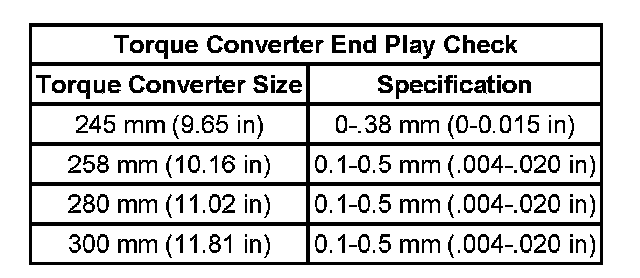 Torque Converter End Play Check
Torque Converter Size Specification
245 mm (9.65 in) 0-.38 mm (0-0.015 in)
258 mm (10.16 in) 0.1-0.5 mm (.004-.020 in)
280 mm (11.02 in) 0.1-0.5 mm (.004-.020 in)
300 mm (11.81 in) 0.1-0.5 mm (.004-.020 in)